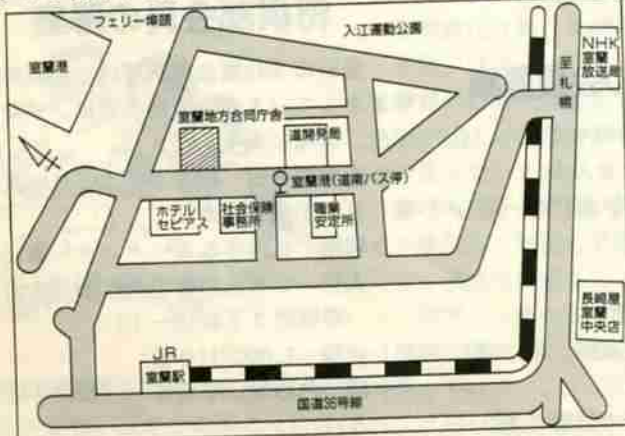 フェリー埠頭
入江運動公園
室蘭港
NHK
室蘭
放送局
至札幌
室蘭地方合同庁舎
道開発局
室蘭港(道南バス停)
ホテル
セピアス
社会保険
事務所
職業
安定所
長崎屋
室蘭
中央店
JR
室蘭駅
国道36号線